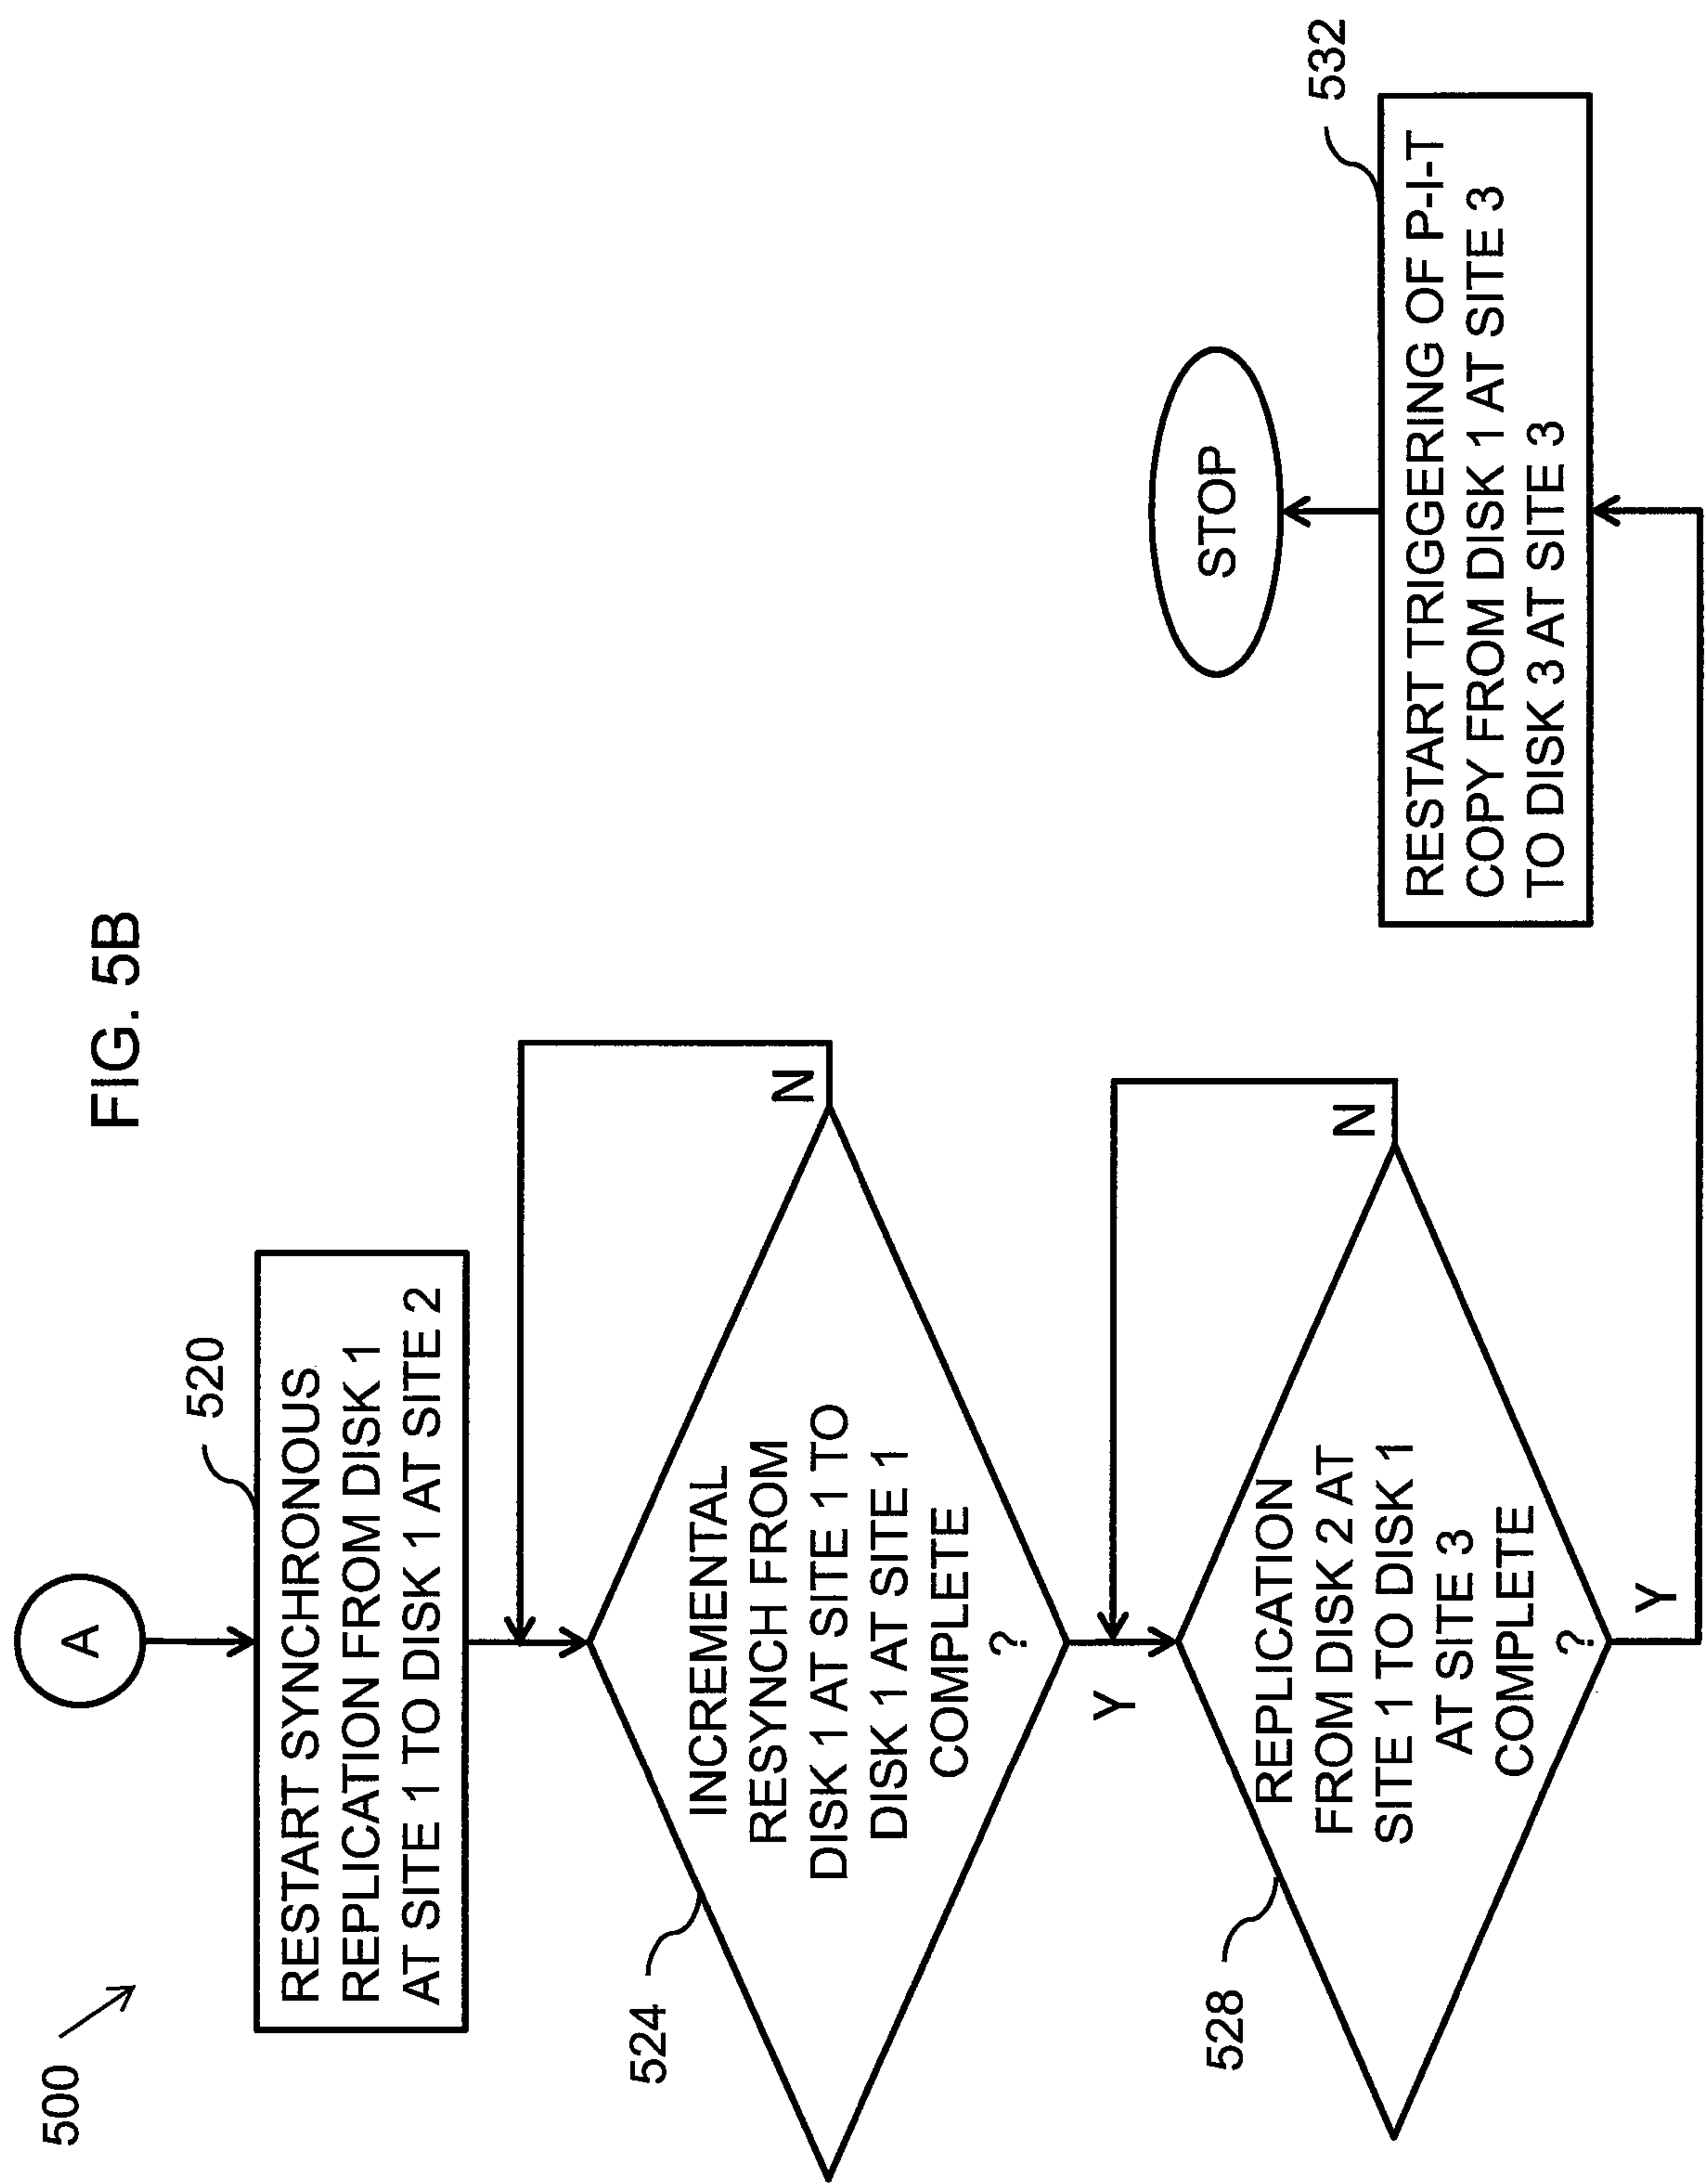 FIG. 5B
500
A
520
RESTART SYNCHRONOUS
REPLICATION FROM DISK 1
AT SITE 1 TO DISK 1 AT SITE 2
524
INCREMENTAL
RESYNCH FROM
DISK 1 AT SITE 1 TO
DISK 1 AT SITE 1
COMPLETE
?
N
Y
528
REPLICATION
FROM DISK 2 AT
SITE 1 TO DISK 1
AT SITE 3
COMPLETE
?
N
Y
532
RESTART TRIGGERING OF P-I-T
COPY FROM DISK 1 AT SITE 3
TO DISK 3 AT SITE 3
STOP